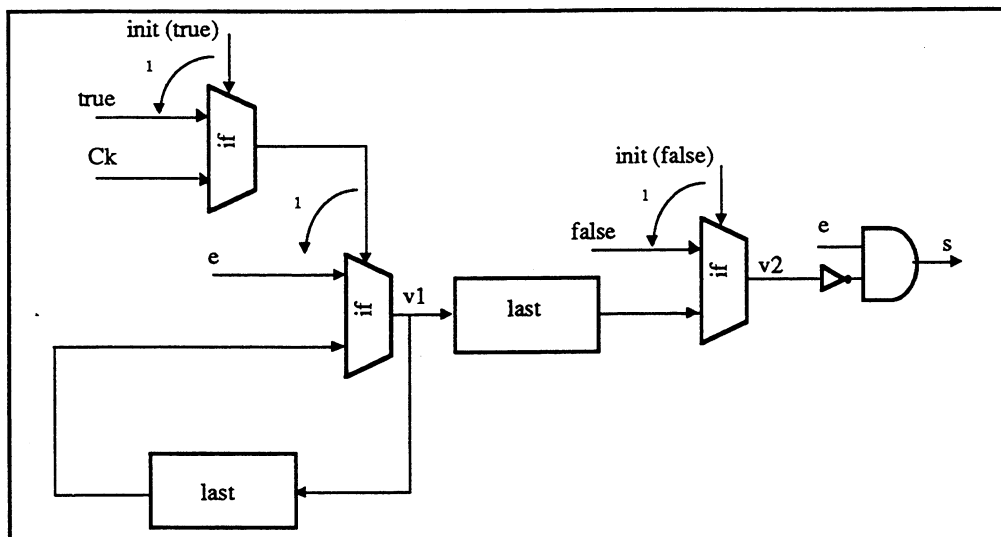 init (true)
1
true
if
Ck
init (false)
1
1
false
e
s
e
if
v2
v1
if
last
last